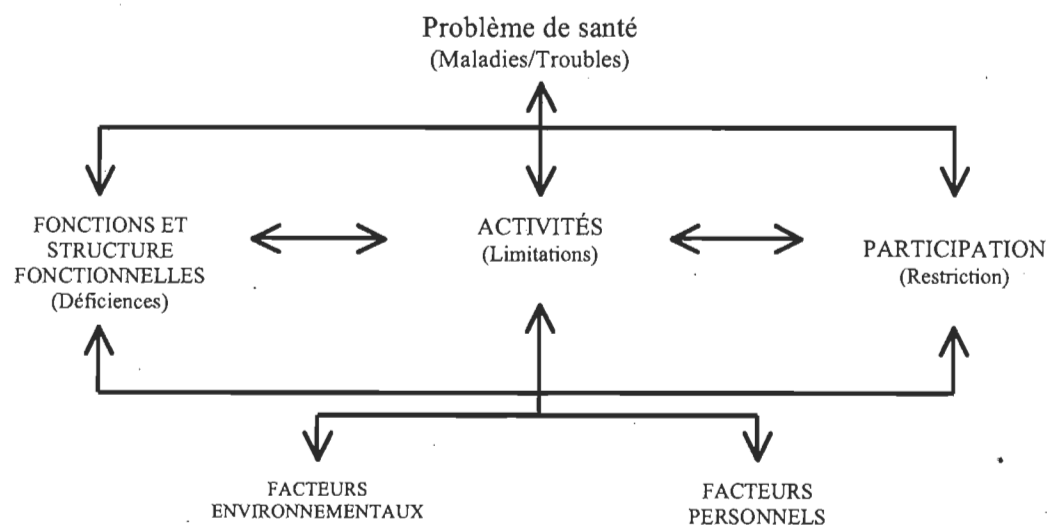 Problème de santé
(Maladies/Troubles)
FONCTIONS ET
STRUCTURE
FONCTIONNELLES
(Déficiences)
ACTIVITÉS
(Limitations)
PARTICIPATION
(Restriction)
FACTEURS
ENVIRONNEMENTAUX
FACTEURS
PERSONNELS